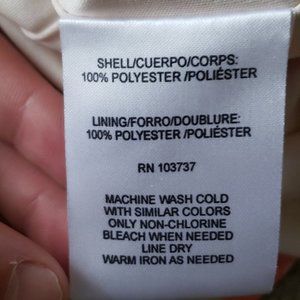 SHELL/CUERPO/CORPS:
100% POLYESTER /POLIÉSTER
LINING/FORRO/DOUBLURE:
100% POLYESTER /POLIÉSTER
RN 103737
MACHINE WASH COLD
WITH SIMILAR COLORS
ONLY NON-CHLORINE
BLEACH WHEN NEEDED
LINE DRY
WARM IRON AS NEEDED